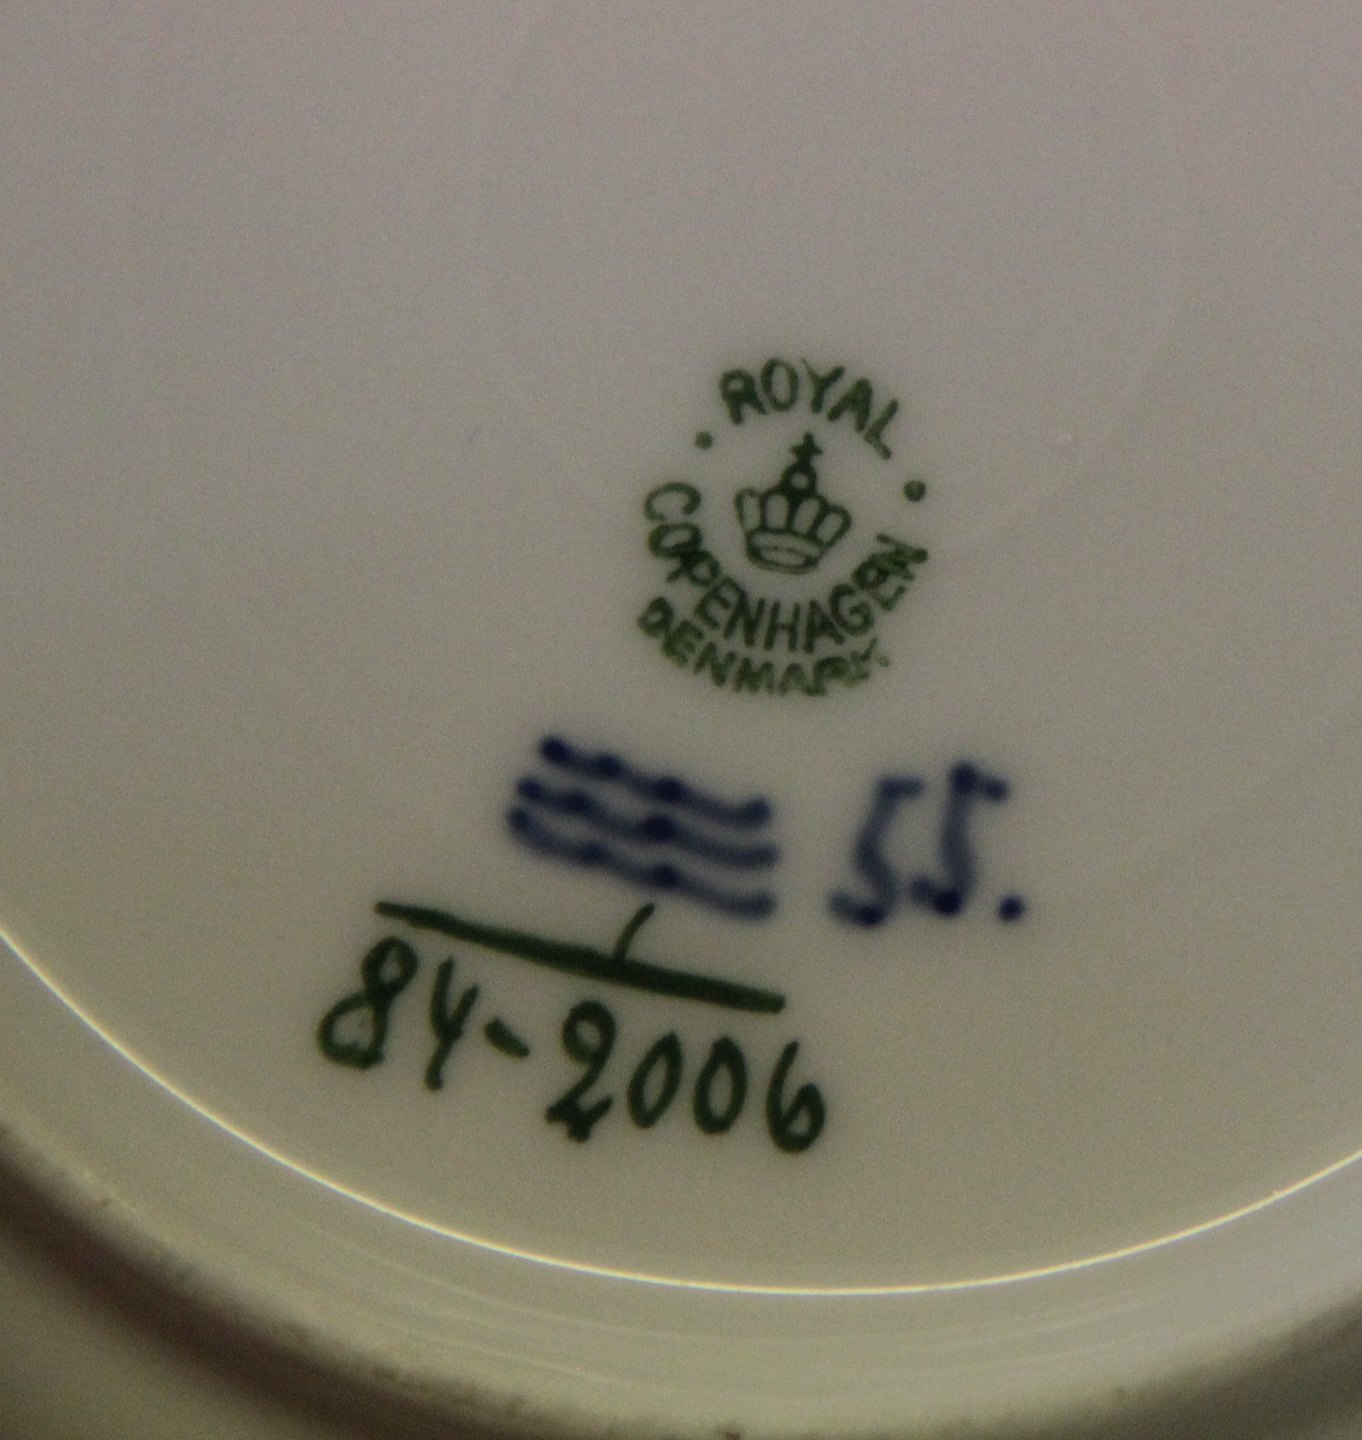 ROYAL
COPENHAGEN
DENMARK
55.
84-2006